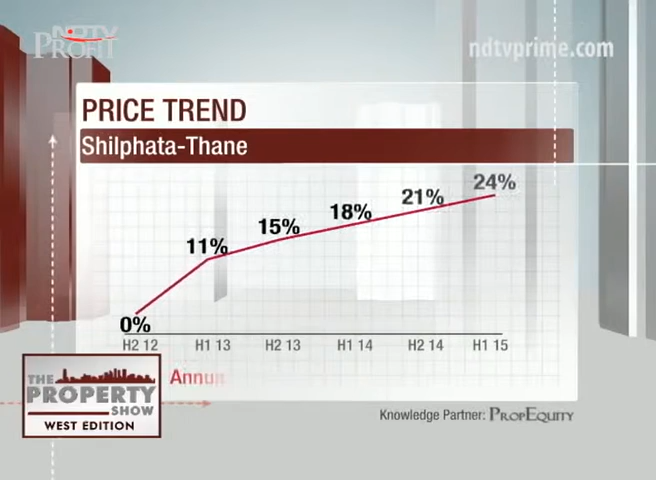 NDTV
PROFIT
ndtvprime.com
PRICE TREND
Shilphata-Thane
24%
21%
18%
15%
11%
0%
H2 12 H1 13 H2 13 H1 14 H2 14 H1 15
THE
PROPERTY
SHOW
WEST EDITION
Knowledge Partner: PROPEQUITY